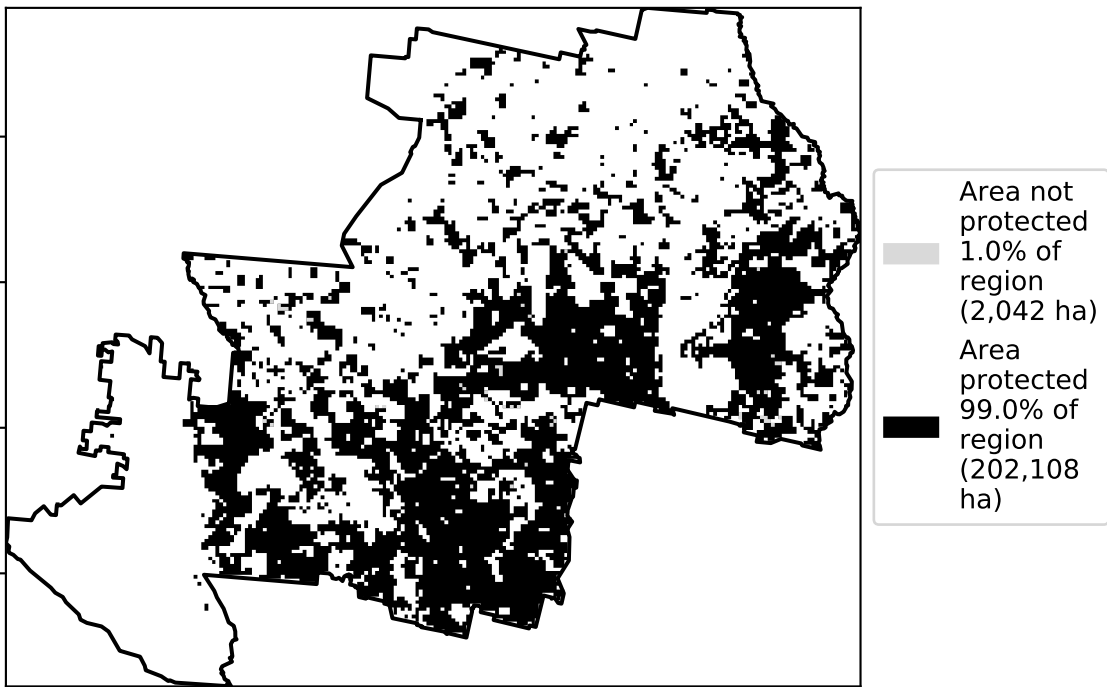 Area not
protected
1.0% of
region
(2,042 ha)
Area
protected
99.0% of
region
(202,108
ha)